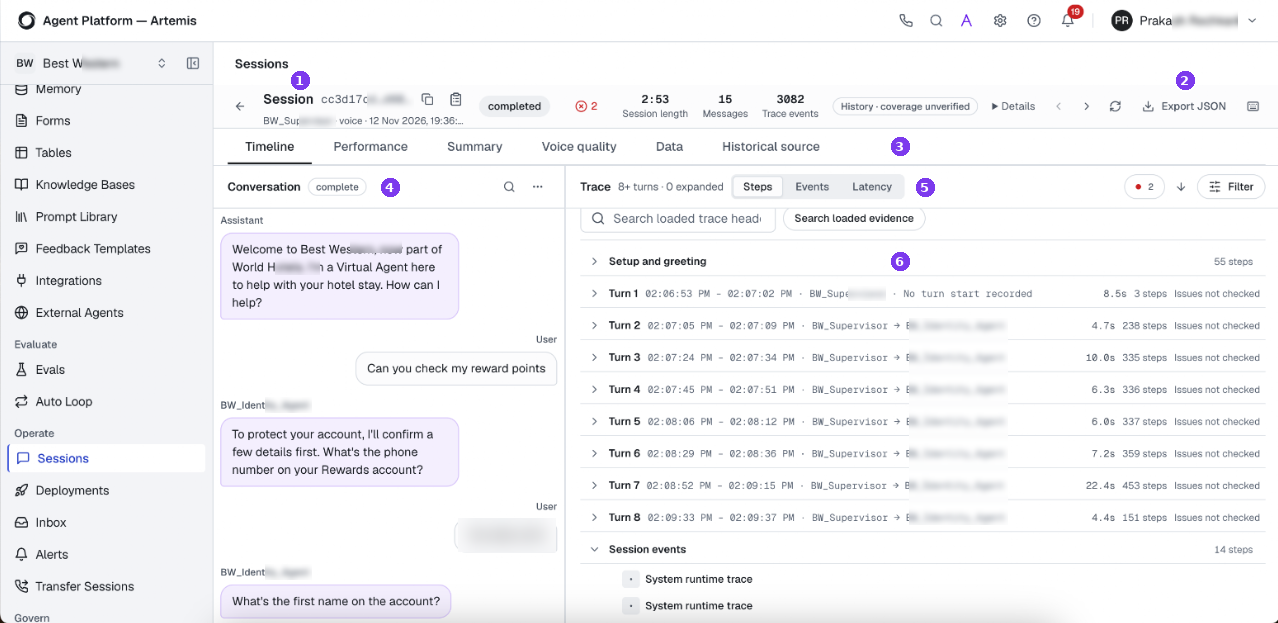 Agent Platform — Artemis
19
PR Praka
BW Best W
Memory
Forms
Tables
Knowledge Bases
Prompt Library
Feedback Templates
Integrations
External Agents
Evaluate
Evals
Auto Loop
Operate
Sessions
Deployments
Inbox
Alerts
Transfer Sessions
Govern
Sessions
1
2
Session cc3d17c
completed
2
2:53
Session length
15
Messages
3082
Trace events
History · coverage unverified
Details
Export JSON
BW_Sup · voice · 12 Nov 2026, 19:36:...
Timeline
Performance
Summary
Voice quality
Data
Historical source
3
Conversation
complete
4
Assistant
Welcome to Best Wes part of
World H a Virtual Agent here
to help with your hotel stay. How can I
help?
User
Can you check my reward points
BW_Ident
To protect your account, I'll confirm a
few details first. What's the phone
number on your Rewards account?
User
BW_Ident
What's the first name on the account?
Trace 8+ turns · 0 expanded
Steps
Events
Latency
5
2
Filter
Search loaded trace head
Search loaded evidence
Setup and greeting
6
55 steps
Turn 1 02:06:53 PM – 02:07:02 PM · BW_Supe · No turn start recorded 8.5s 3 steps Issues not checked
Turn 2 02:07:05 PM – 02:07:09 PM · BW_Supervisor → 4.7s 238 steps Issues not checked
Turn 3 02:07:24 PM – 02:07:34 PM · BW_Supervisor → 10.0s 335 steps Issues not checked
Turn 4 02:07:45 PM – 02:07:51 PM · BW_Supervisor → 6.3s 336 steps Issues not checked
Turn 5 02:08:06 PM – 02:08:12 PM · BW_Supervisor → 6.0s 337 steps Issues not checked
Turn 6 02:08:29 PM – 02:08:36 PM · BW_Supervisor → 7.2s 359 steps Issues not checked
Turn 7 02:08:52 PM – 02:09:15 PM · BW_Supervisor → 22.4s 453 steps Issues not checked
Turn 8 02:09:33 PM – 02:09:37 PM · BW_Supervisor → 4.4s 151 steps Issues not checked
Session events
14 steps
System runtime trace
System runtime trace